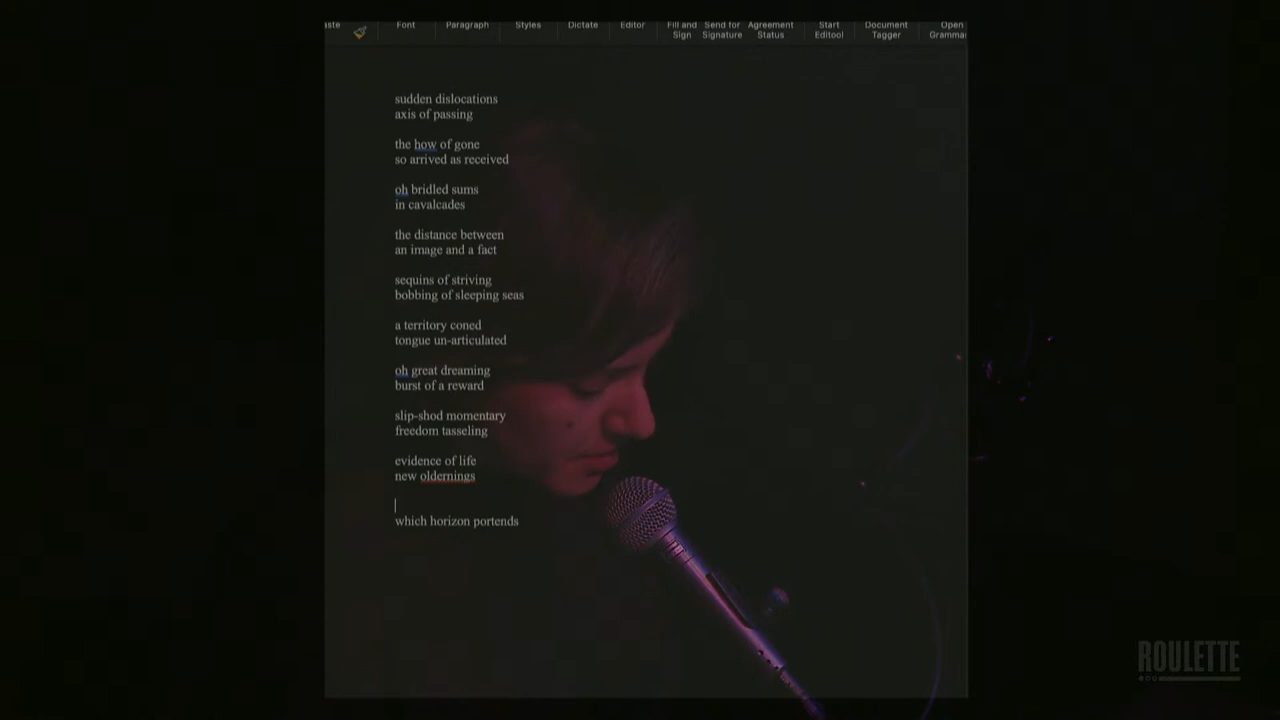 Font Paragraph Styles Dictate Editor Fill and Sign Send for Signature Agreement Status Start Editool Document Tagger Open
sudden dislocations
axis of passing
the how of gone
so arrived as received
oh bridled sums
in cavalcades
the distance between
an image and a fact
sequins of striving
bobbing of sleeping seas
a territory coned
tongue un-articulated
oh great dreaming
burst of a reward
slip-shod momentary
freedom tasseling
evidence of life
new oldernings
which horizon portends
ROULETTE